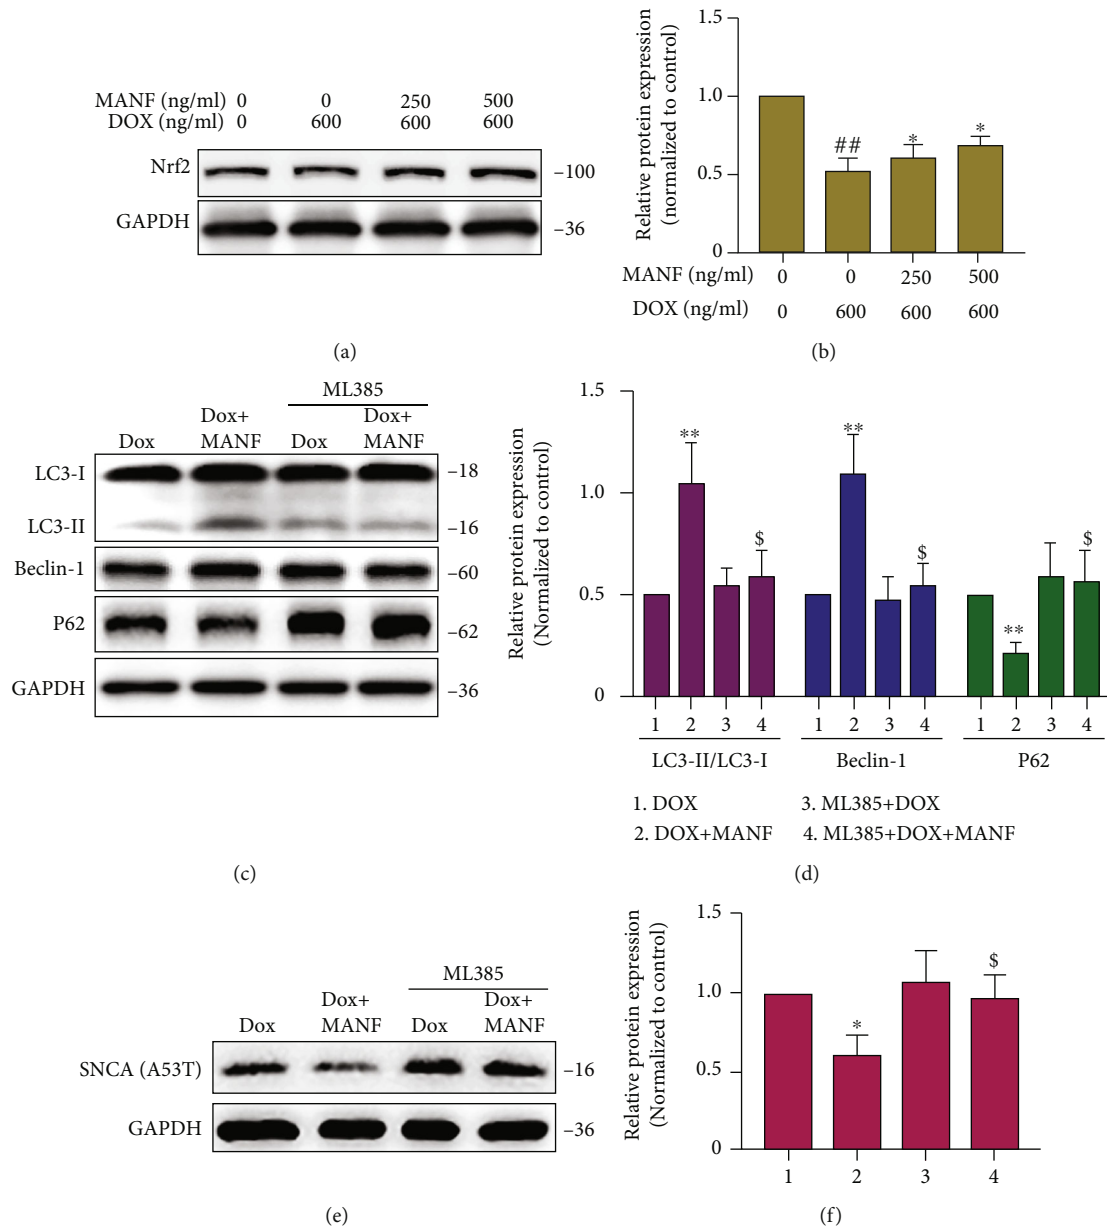 MANF (ng/ml) 0 0 250 500
DOX (ng/ml) 0 600 600 600
Nrf2 –100
GAPDH –36
(a)
Relative protein expression
(normalized to control)
1.5
1.0
0.5
0
## * *
MANF (ng/ml) 0 0 250 500
DOX (ng/ml) 0 600 600 600
(b)
ML385
Dox Dox+ MANF Dox Dox+ MANF
LC3-I –18
LC3-II –16
Beclin-1 –60
P62 –62
GAPDH –36
(c)
Relative protein expression
(Normalized to control)
1.5
1.0
0.5
0
** $ ** $ ** $
1 2 3 4 1 2 3 4 1 2 3 4
LC3-II/LC3-I Beclin-1 P62
1. DOX 3. ML385+DOX
2. DOX+MANF 4. ML385+DOX+MANF
(d)
ML385
Dox Dox+ MANF Dox Dox+ MANF
SNCA (A53T) –16
GAPDH –36
(e)
Relative protein expression
(Normalized to control)
1.5
1.0
0.5
0
* $
1 2 3 4
(f)